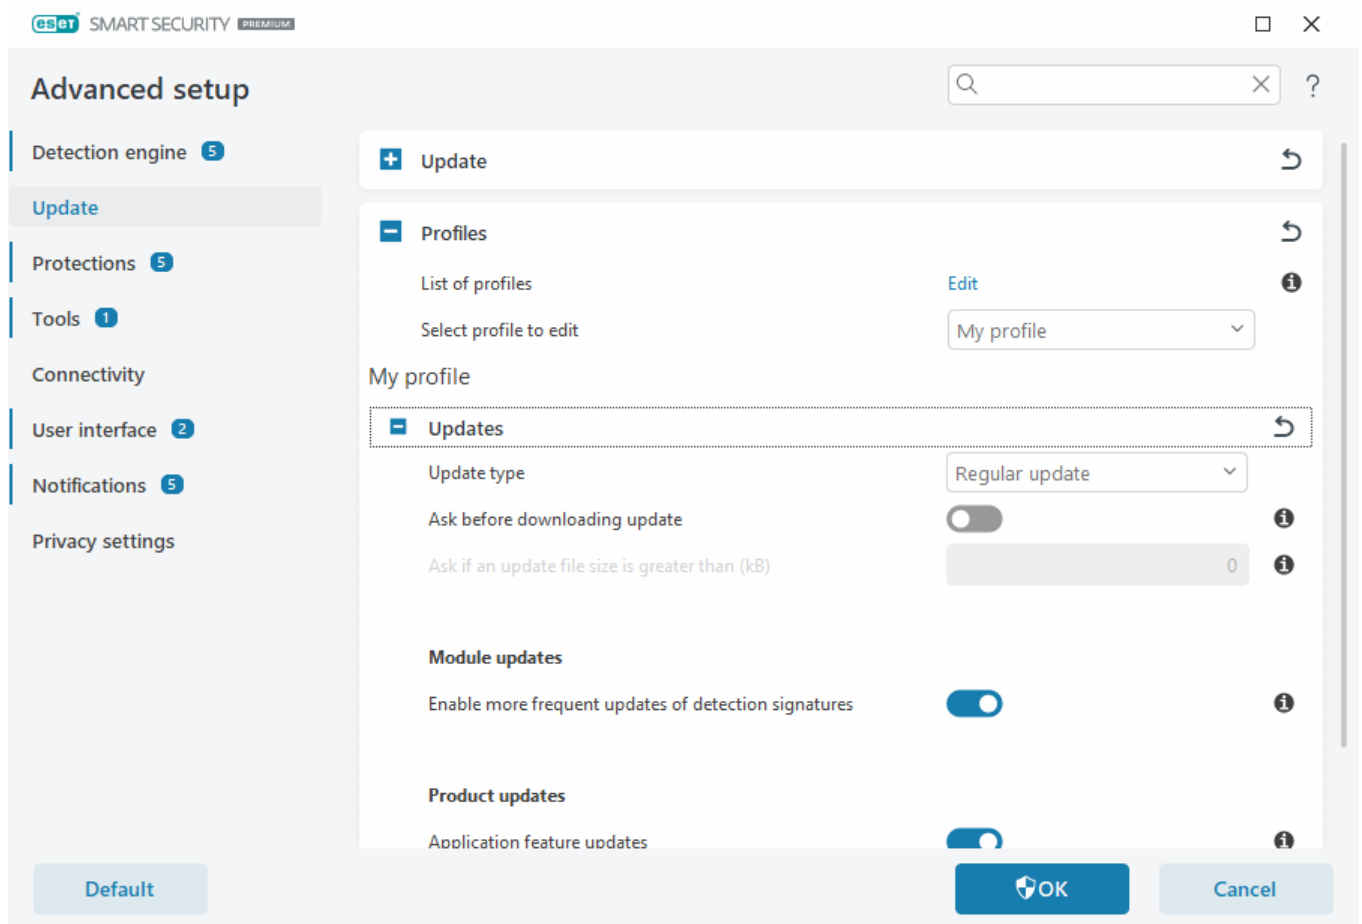 eset SMART SECURITY PREMIUM
Advanced setup
?
Detection engine 5
Update
Protections 5
Tools 1
Connectivity
User interface 2
Notifications 5
Privacy settings
Update
Profiles
List of profiles Edit
Select profile to edit My profile
My profile
Updates
Update type Regular update
Ask before downloading update
Ask if an update file size is greater than (kB) 0
Module updates
Enable more frequent updates of detection signatures
Product updates
Application feature updates
Default OK Cancel